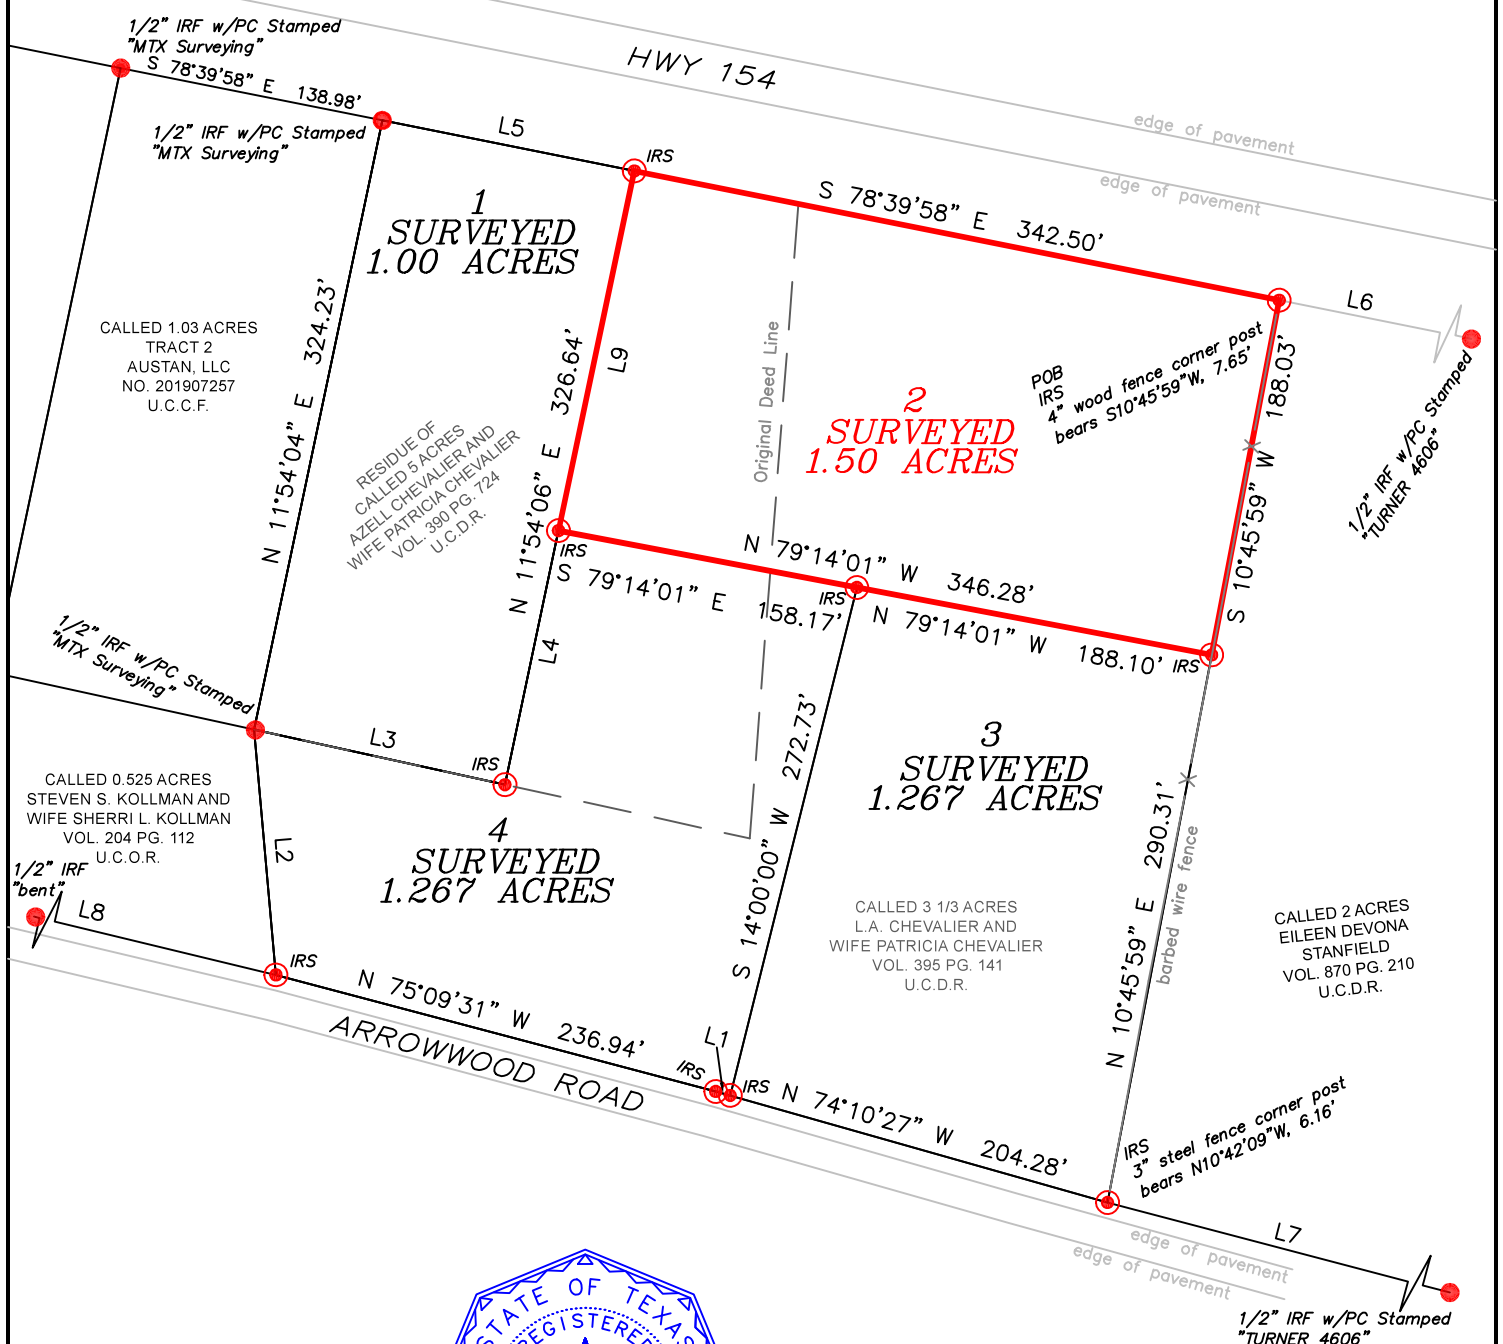 1/2" IRF w/PC Stamped
"MTX Surveying"
S 78°39'58" E 138.98'
1/2" IRF w/PC Stamped
"MTX Surveying"
HWY 154
L5
IRS
edge of pavement
edge of pavement
S 78°39'58" E 342.50'
L6
1
SURVEYED
1.00 ACRES
N 11°54'04" E 324.23'
CALLED 1.03 ACRES
TRACT 2
AUSTAN, LLC
NO. 201907257
U.C.C.F.
RESIDUE OF
CALLED 5 ACRES
AZELL CHEVALIER AND
WIFE PATRICIA CHEVALIER
VOL. 390 PG. 724
U.C.D.R.
N 11°54'06" E 326.64'
L9
Original Deed Line
2
SURVEYED
1.50 ACRES
POB
IRS
4" wood fence corner post
bears S10°45'59"W, 7.65'
S 10°45'59" W 188.03'
1/2" IRF w/PC Stamped
"TURNER 4606"
IRS
N 79°14'01" W 346.28'
S 79°14'01" E 158.17'
IRS
N 79°14'01" W 188.10'
IRS
L4
1/2" IRF w/PC Stamped
"MTX Surveying"
L3
IRS
S 14°00'00" W 272.73'
3
SURVEYED
1.267 ACRES
CALLED 0.525 ACRES
STEVEN S. KOLLMAN AND
WIFE SHERRI L. KOLLMAN
VOL. 204 PG. 112
U.C.O.R.
L2
4
SURVEYED
1.267 ACRES
1/2" IRF
"bent"
L8
IRS
CALLED 3 1/3 ACRES
L.A. CHEVALIER AND
WIFE PATRICIA CHEVALIER
VOL. 395 PG. 141
U.C.D.R.
N 10°45'59" E 290.31'
barbed wire fence
CALLED 2 ACRES
EILEEN DEVONA
STANFIELD
VOL. 870 PG. 210
U.C.D.R.
N 75°09'31" W 236.94'
ARROWWOOD ROAD
L1
IRS
IRS
N 74°10'27" W 204.28'
IRS
3" steel fence corner post
bears N10°42'09"W, 6.16'
L7
edge of pavement
edge of pavement
1/2" IRF w/PC Stamped
"TURNER 4606"
STATE OF TEXAS
REGISTERED